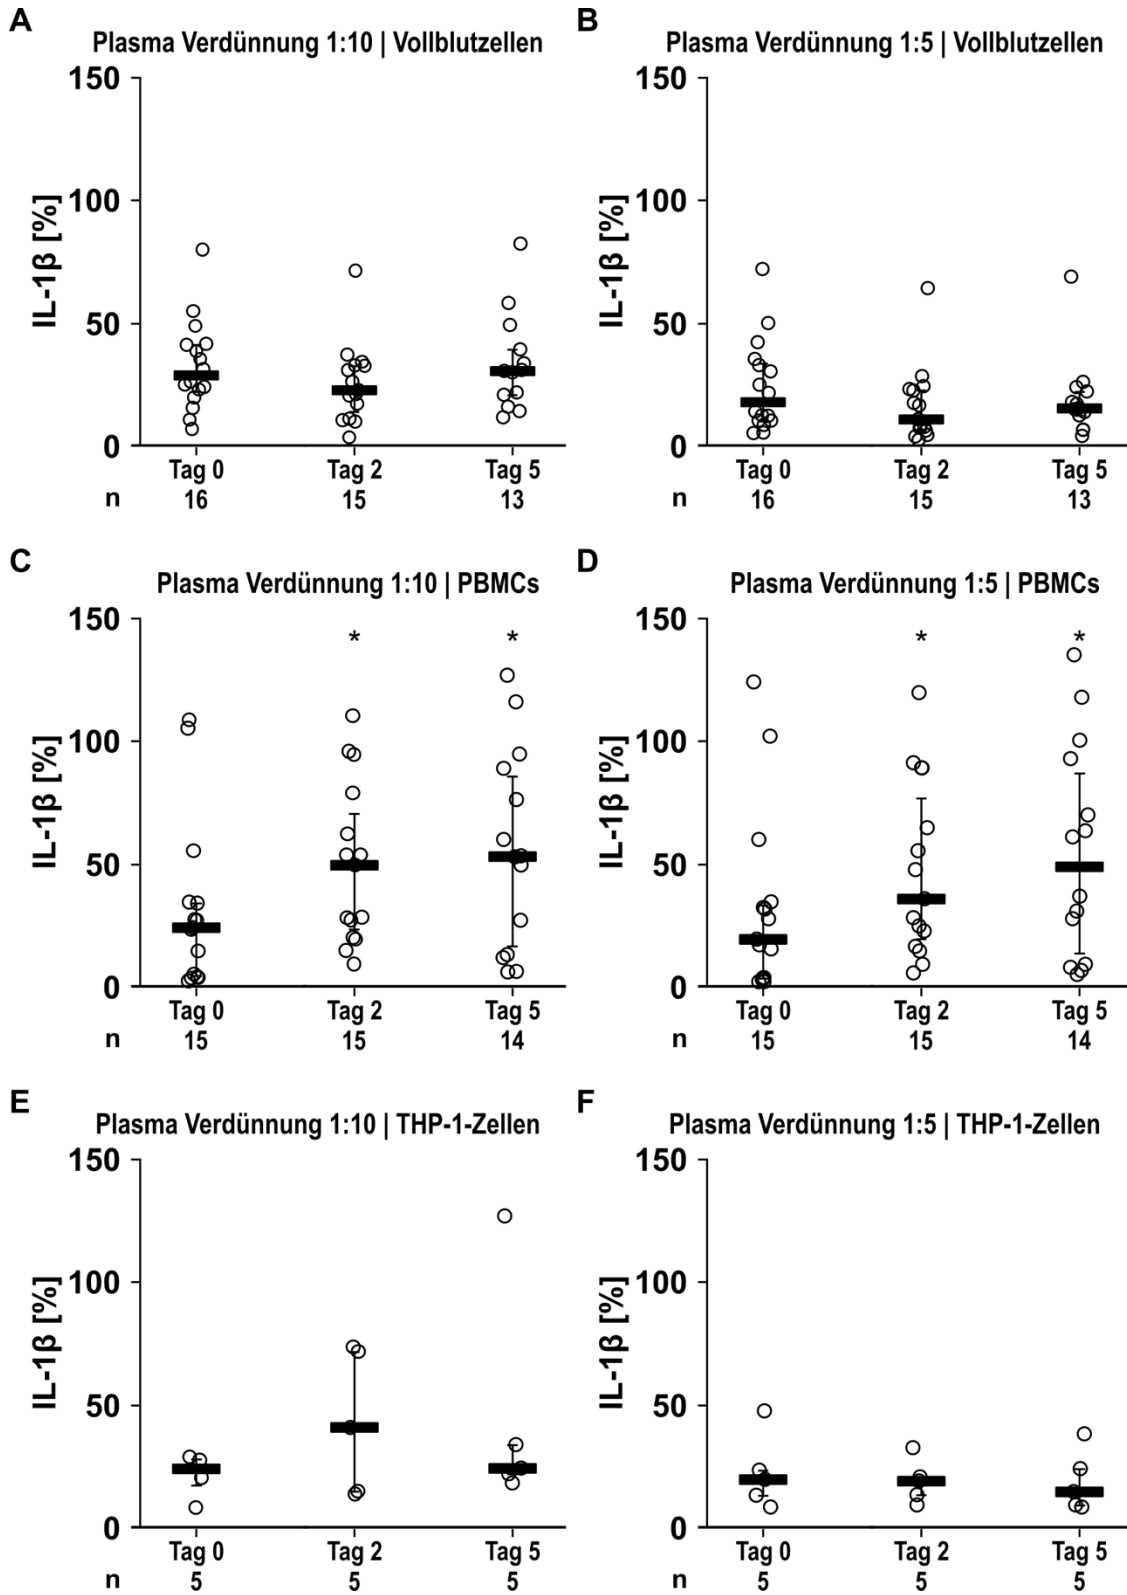 A
Plasma Verdünnung 1:10 | Vollblutzellen
150
100
50
0
IL-1β [%]
Tag 0 Tag 2 Tag 5
n 16 15 13
B
Plasma Verdünnung 1:5 | Vollblutzellen
150
100
50
0
IL-1β [%]
Tag 0 Tag 2 Tag 5
n 16 15 13
C
Plasma Verdünnung 1:10 | PBMCs
150
* *
100
50
0
IL-1β [%]
Tag 0 Tag 2 Tag 5
n 15 15 14
D
Plasma Verdünnung 1:5 | PBMCs
150
* *
100
50
0
IL-1β [%]
Tag 0 Tag 2 Tag 5
n 15 15 14
E
Plasma Verdünnung 1:10 | THP-1-Zellen
150
100
50
0
IL-1β [%]
Tag 0 Tag 2 Tag 5
n 5 5 5
F
Plasma Verdünnung 1:5 | THP-1-Zellen
150
100
50
0
IL-1β [%]
Tag 0 Tag 2 Tag 5
n 5 5 5